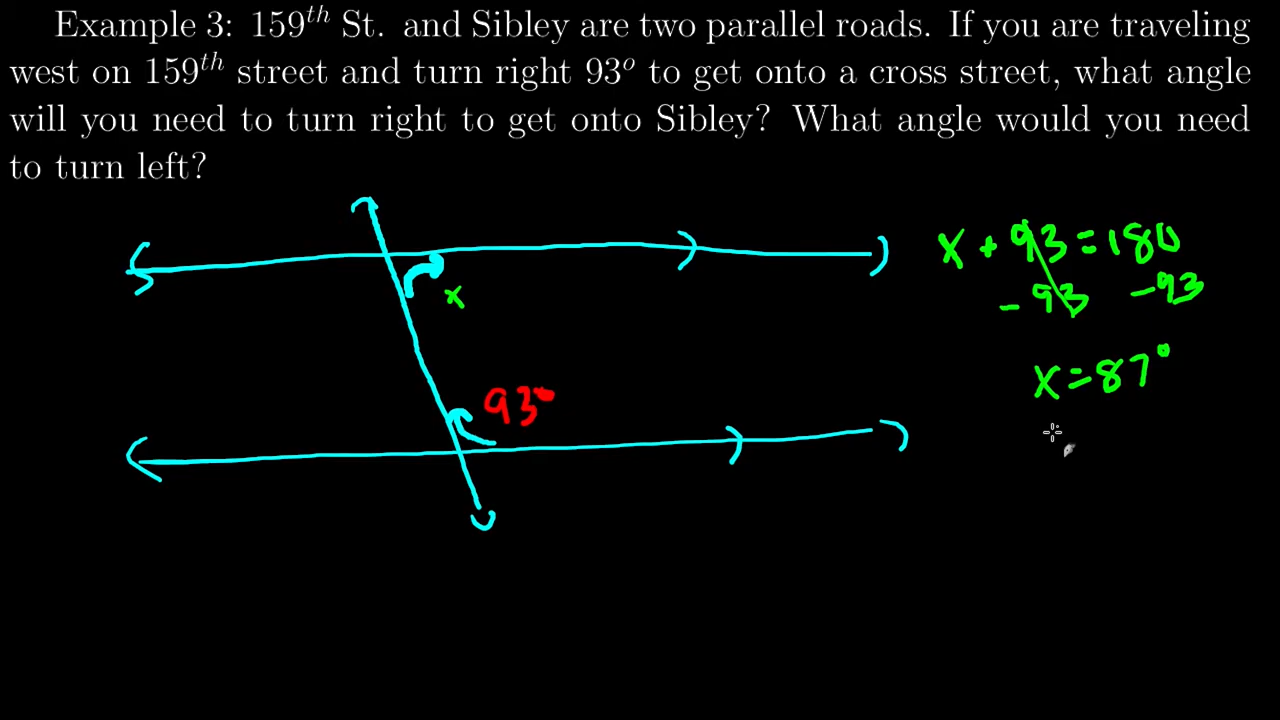 Example 3: 159th St. and Sibley are two parallel roads. If you are traveling
west on 159th street and turn right 93° to get onto a cross street, what angle
will you need to turn right to get onto Sibley? What angle would you need
to turn left?
x + 93 = 180
- 93 -93
x
x = 87°
93°